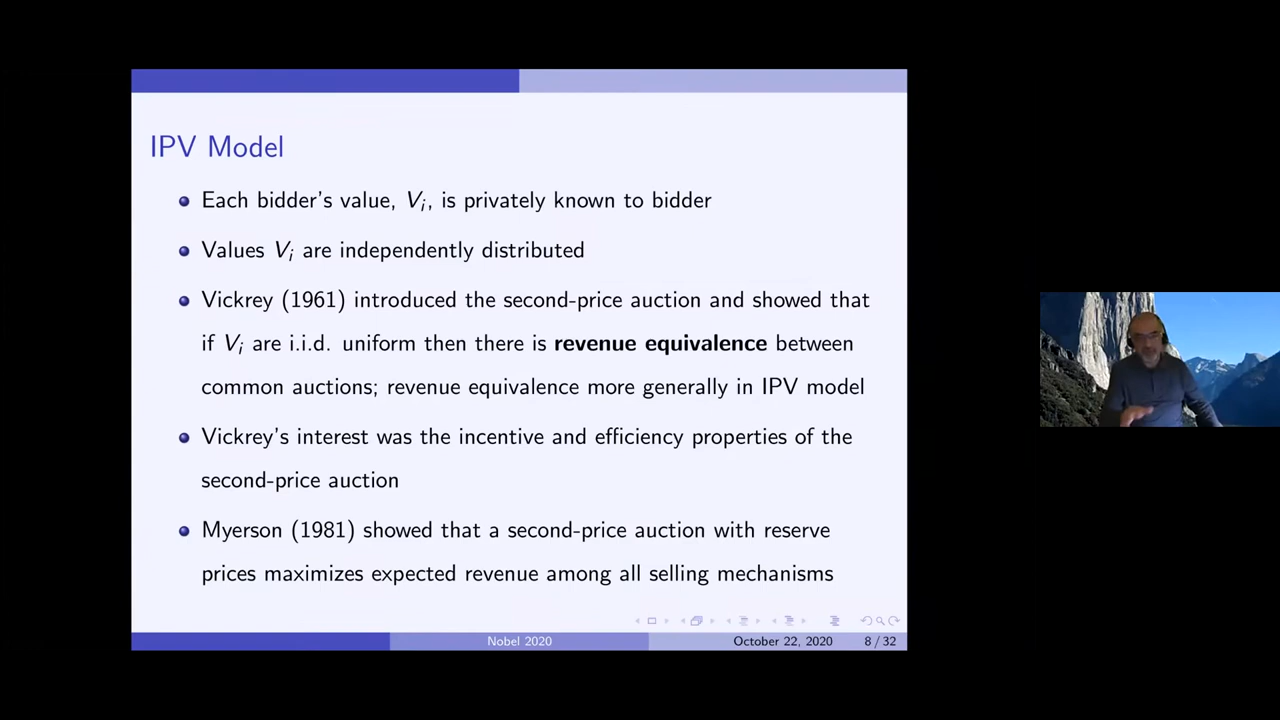 IPV Model
Each bidder's value, Vi, is privately known to bidder
Values Vi are independently distributed
Vickrey (1961) introduced the second-price auction and showed that
if Vi are i.i.d. uniform then there is revenue equivalence between
common auctions; revenue equivalence more generally in IPV model
Vickrey's interest was the incentive and efficiency properties of the
second-price auction
Myerson (1981) showed that a second-price auction with reserve
prices maximizes expected revenue among all selling mechanisms
Nobel 2020
October 22, 2020
8 / 32